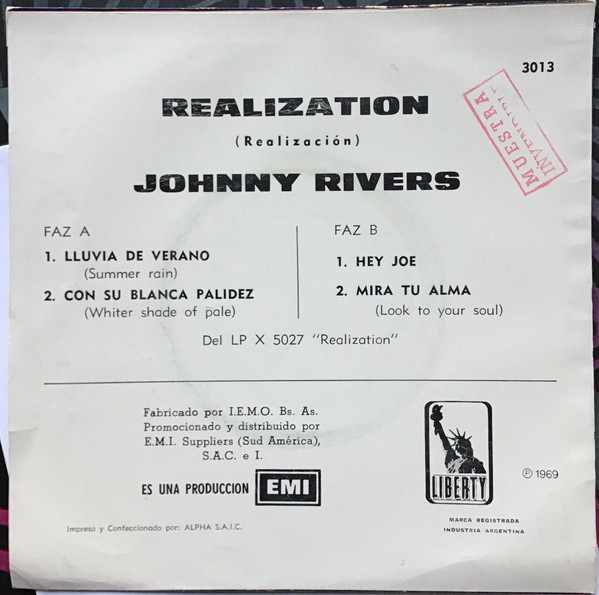 3013
REALIZATION
(Realización)
MUESTRA
INVENDIBLE
JOHNNY RIVERS
FAZ A
1. LLUVIA DE VERANO
(Summer rain)
2. CON SU BLANCA PALIDEZ
(Whiter shade of pale)
FAZ B
1. HEY JOE
2. MIRA TU ALMA
(Look to your soul)
Del LP X 5027 "Realization"
Fabricado por I.E.M.O. Bs. As.
Promocionado y distribuido por
E.M.I. Suppliers (Sud América),
S.A.C. e I.
ES UNA PRODUCCION EMI
Impreso y Confeccionado por: ALPHA S.A.I.C.
LIBERTY
℗ 1969
MARCA REGISTRADA
INDUSTRIA ARGENTINA